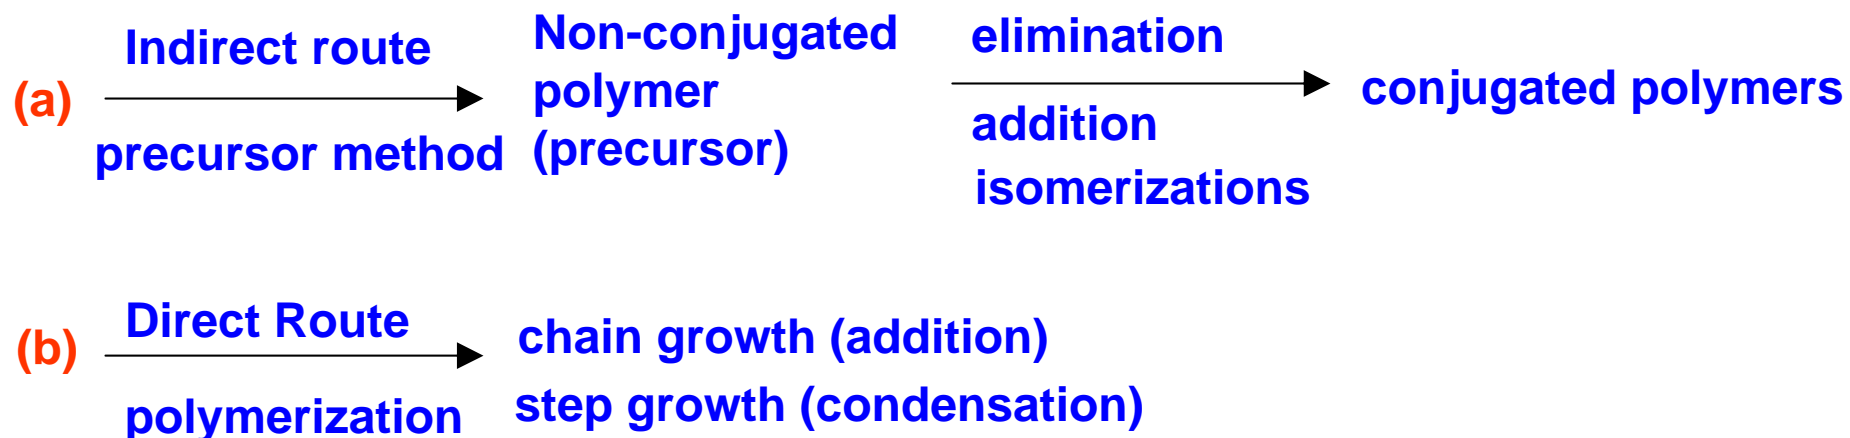 Indirect route
(a)
precursor method
Non-conjugated
polymer
(precursor)
elimination
addition
isomerizations
conjugated polymers
Direct Route
(b)
polymerization
chain growth (addition)
step growth (condensation)